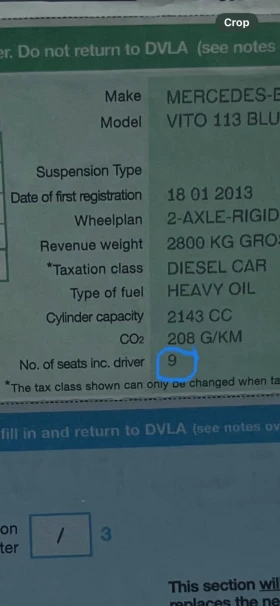 Crop
er. Do not return to DVLA (see notes
Make MERCEDES-B
Model VITO 113 BLU
Suspension Type
Date of first registration 18 01 2013
Wheelplan 2-AXLE-RIGID
Revenue weight 2800 KG GRO
*Taxation class DIESEL CAR
Type of fuel HEAVY OIL
Cylinder capacity 2143 CC
CO2 208 G/KM
No. of seats inc. driver 9
*The tax class shown can only be changed when ta
fill in and return to DVLA (see notes ov
on
ter / 3
This section wil
replaces the ne